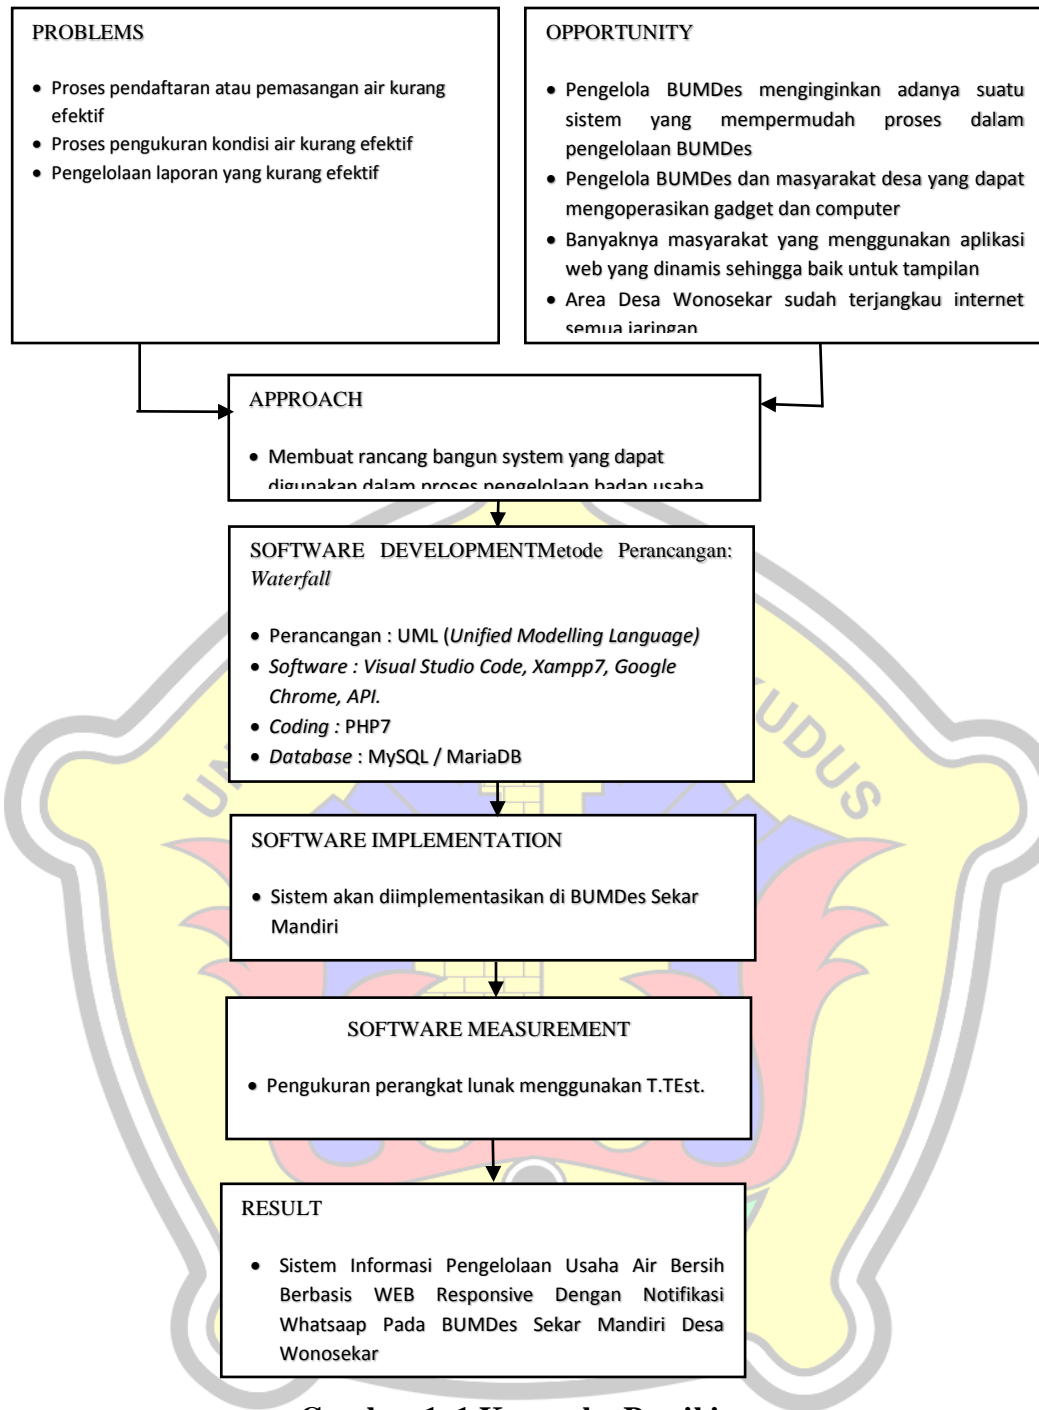 PROBLEMS
• Proses pendaftaran atau pemasangan air kurang
efektif
• Proses pengukuran kondisi air kurang efektif
• Pengelolaan laporan yang kurang efektif
OPPORTUNITY
• Pengelola BUMDes menginginkan adanya suatu
sistem yang mempermudah proses dalam
pengelolaan BUMDes
• Pengelola BUMDes dan masyarakat desa yang dapat
mengoperasikan gadget dan computer
• Banyaknya masyarakat yang menggunakan aplikasi
web yang dinamis sehingga baik untuk tampilan
• Area Desa Wonosekar sudah terjangkau internet
semua jaringan
APPROACH
• Membuat rancang bangun system yang dapat
digunakan dalam proses pengelolaan badan usaha
SOFTWARE DEVELOPMENTMetode Perancangan:
Waterfall
• Perancangan : UML (Unified Modelling Language)
• Software : Visual Studio Code, Xampp7, Google
Chrome, API.
• Coding : PHP7
• Database : MySQL / MariaDB
KUDUS
SOFTWARE IMPLEMENTATION
• Sistem akan diimplementasikan di BUMDes Sekar
Mandiri
SOFTWARE MEASUREMENT
• Pengukuran perangkat lunak menggunakan T.TEst.
RESULT
• Sistem Informasi Pengelolaan Usaha Air Bersih
Berbasis WEB Responsive Dengan Notifikasi
Whatsaap Pada BUMDes Sekar Mandiri Desa
Wonosekar